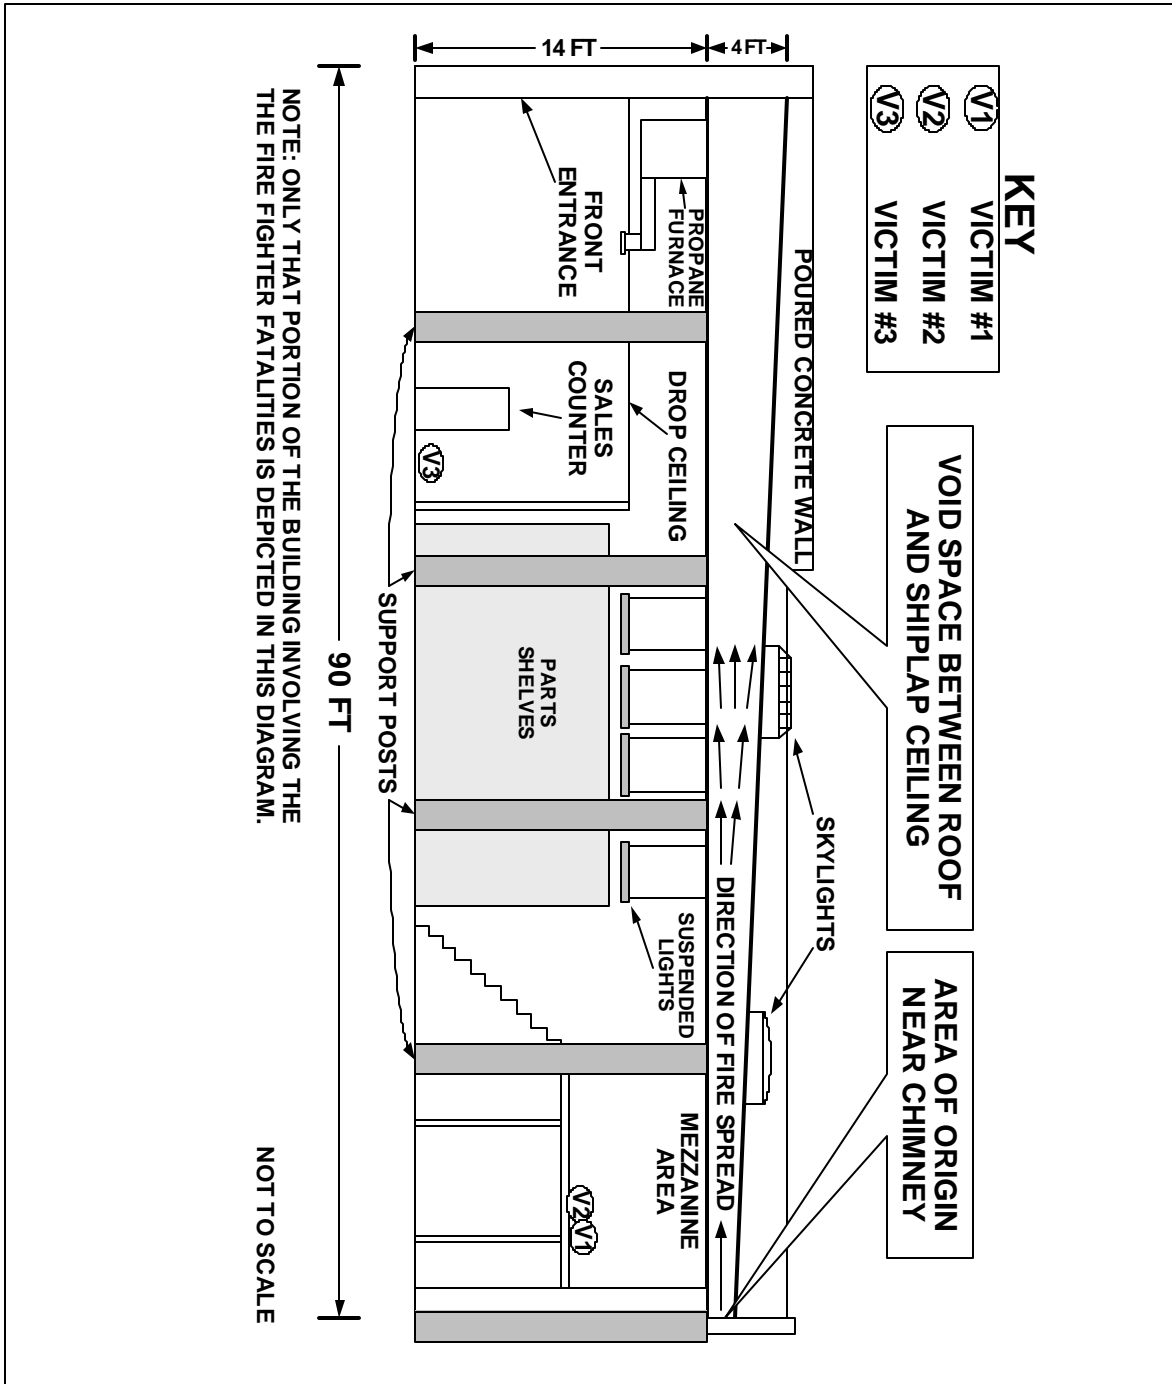 KEY
V1 VICTIM #1
V2 VICTIM #2
V3 VICTIM #3
VOID SPACE BETWEEN ROOF
AND SHIPLAP CEILING
AREA OF ORIGIN
NEAR CHIMNEY
POURED CONCRETE WALL
SKYLIGHTS
4 FT
14 FT
DIRECTION OF FIRE SPREAD
PROPANE
FURNACE
DROP CEILING
SUSPENDED
LIGHTS
MEZZANINE
AREA
FRONT
ENTRANCE
SALES
COUNTER
PARTS
SHELVES
V2
V1
V3
SUPPORT POSTS
90 FT
NOTE: ONLY THAT PORTION OF THE BUILDING INVOLVING THE
THE FIRE FIGHTER FATALITIES IS DEPICTED IN THIS DIAGRAM.
NOT TO SCALE